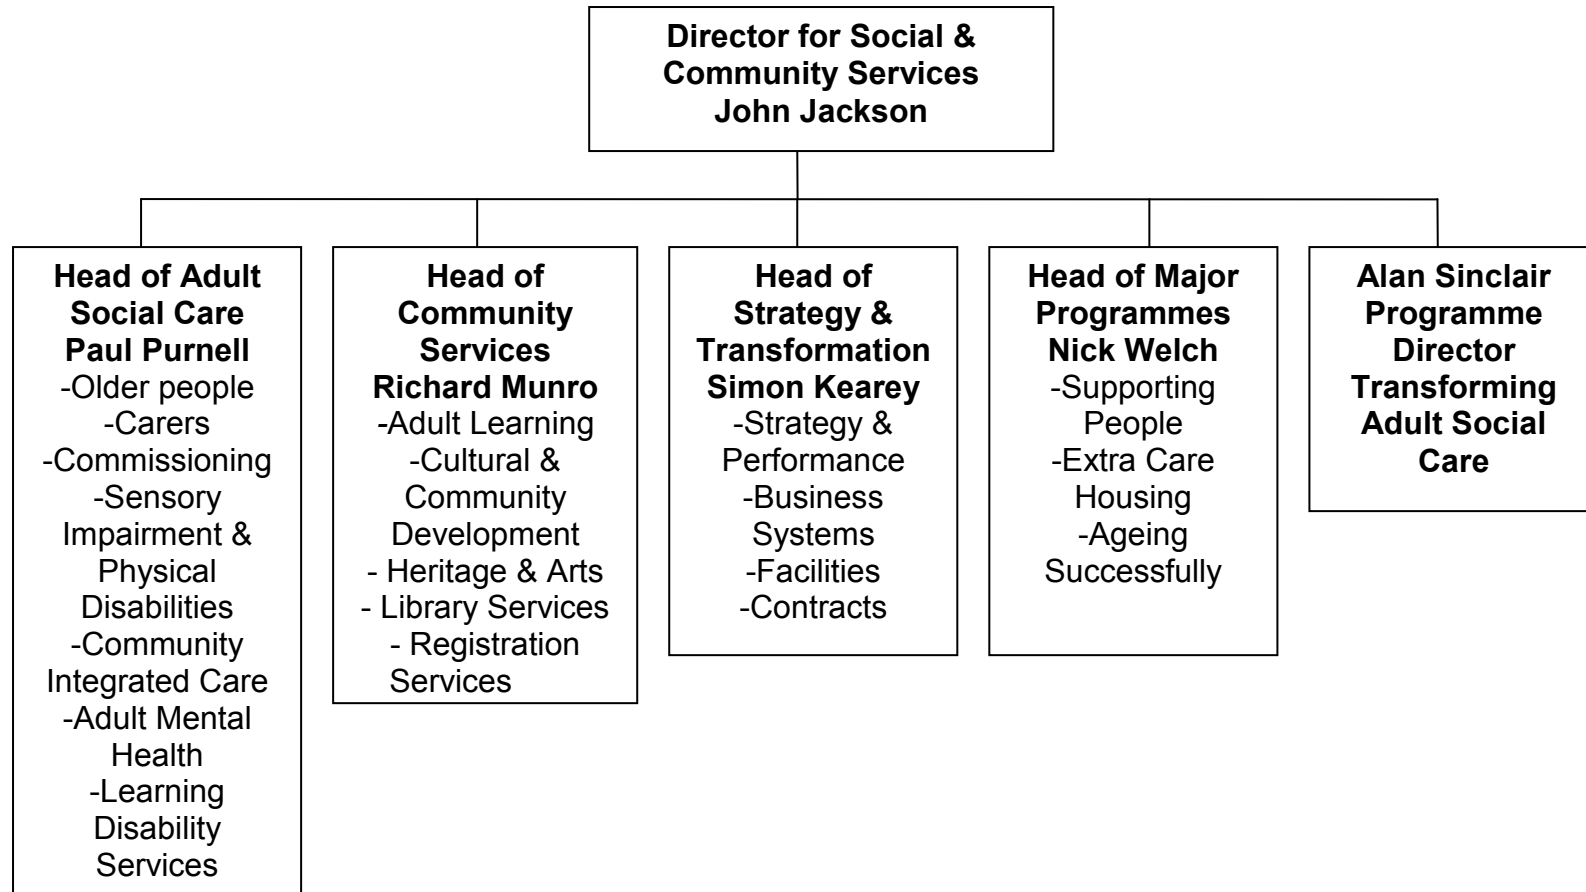 Director for Social &
Community Services
John Jackson
Head of Adult
Social Care
Paul Purnell
-Older people
-Carers
-Commissioning
-Sensory
Impairment &
Physical
Disabilities
-Community
Integrated Care
-Adult Mental
Health
-Learning
Disability
Services
Head of
Community
Services
Richard Munro
-Adult Learning
-Cultural &
Community
Development
- Heritage & Arts
- Library Services
- Registration
Services
Head of
Strategy &
Transformation
Simon Kearey
-Strategy &
Performance
-Business
Systems
-Facilities
-Contracts
Head of Major
Programmes
Nick Welch
-Supporting
People
-Extra Care
Housing
-Ageing
Successfully
Alan Sinclair
Programme
Director
Transforming
Adult Social
Care